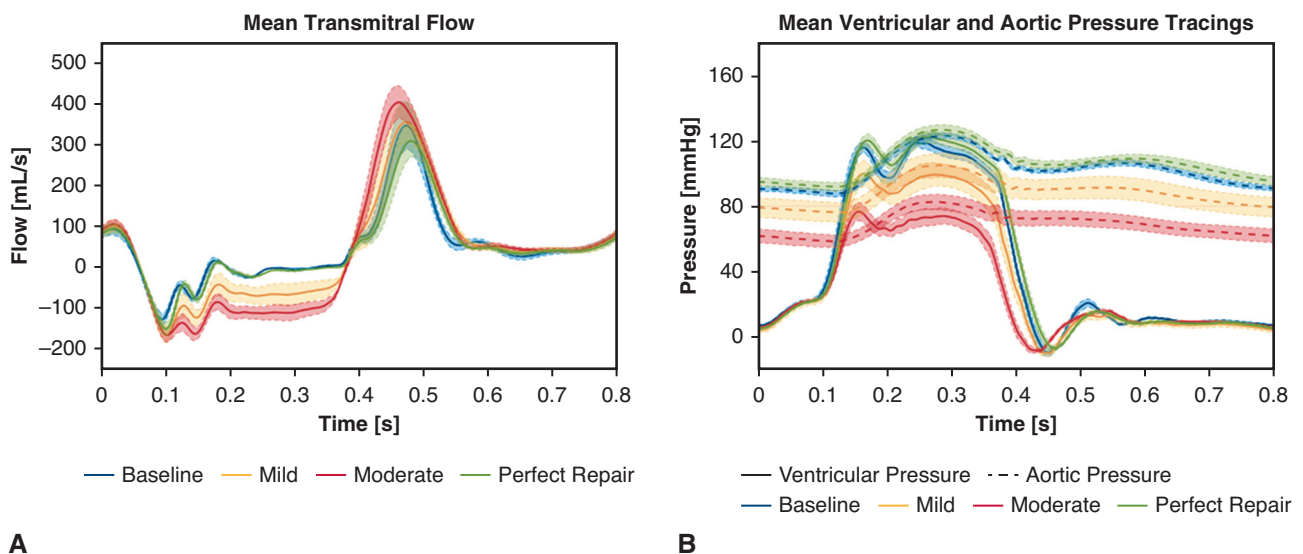 Mean Transmitral Flow
500
400
300
200
100
0
−100
−200
Flow [mL/s]
0 0.1 0.2 0.3 0.4 0.5 0.6 0.7 0.8
Time [s]
Baseline Mild Moderate Perfect Repair
A
Mean Ventricular and Aortic Pressure Tracings
160
120
80
40
0
Pressure [mmHg]
0 0.1 0.2 0.3 0.4 0.5 0.6 0.7 0.8
Time [s]
Ventricular Pressure Aortic Pressure
Baseline Mild Moderate Perfect Repair
B